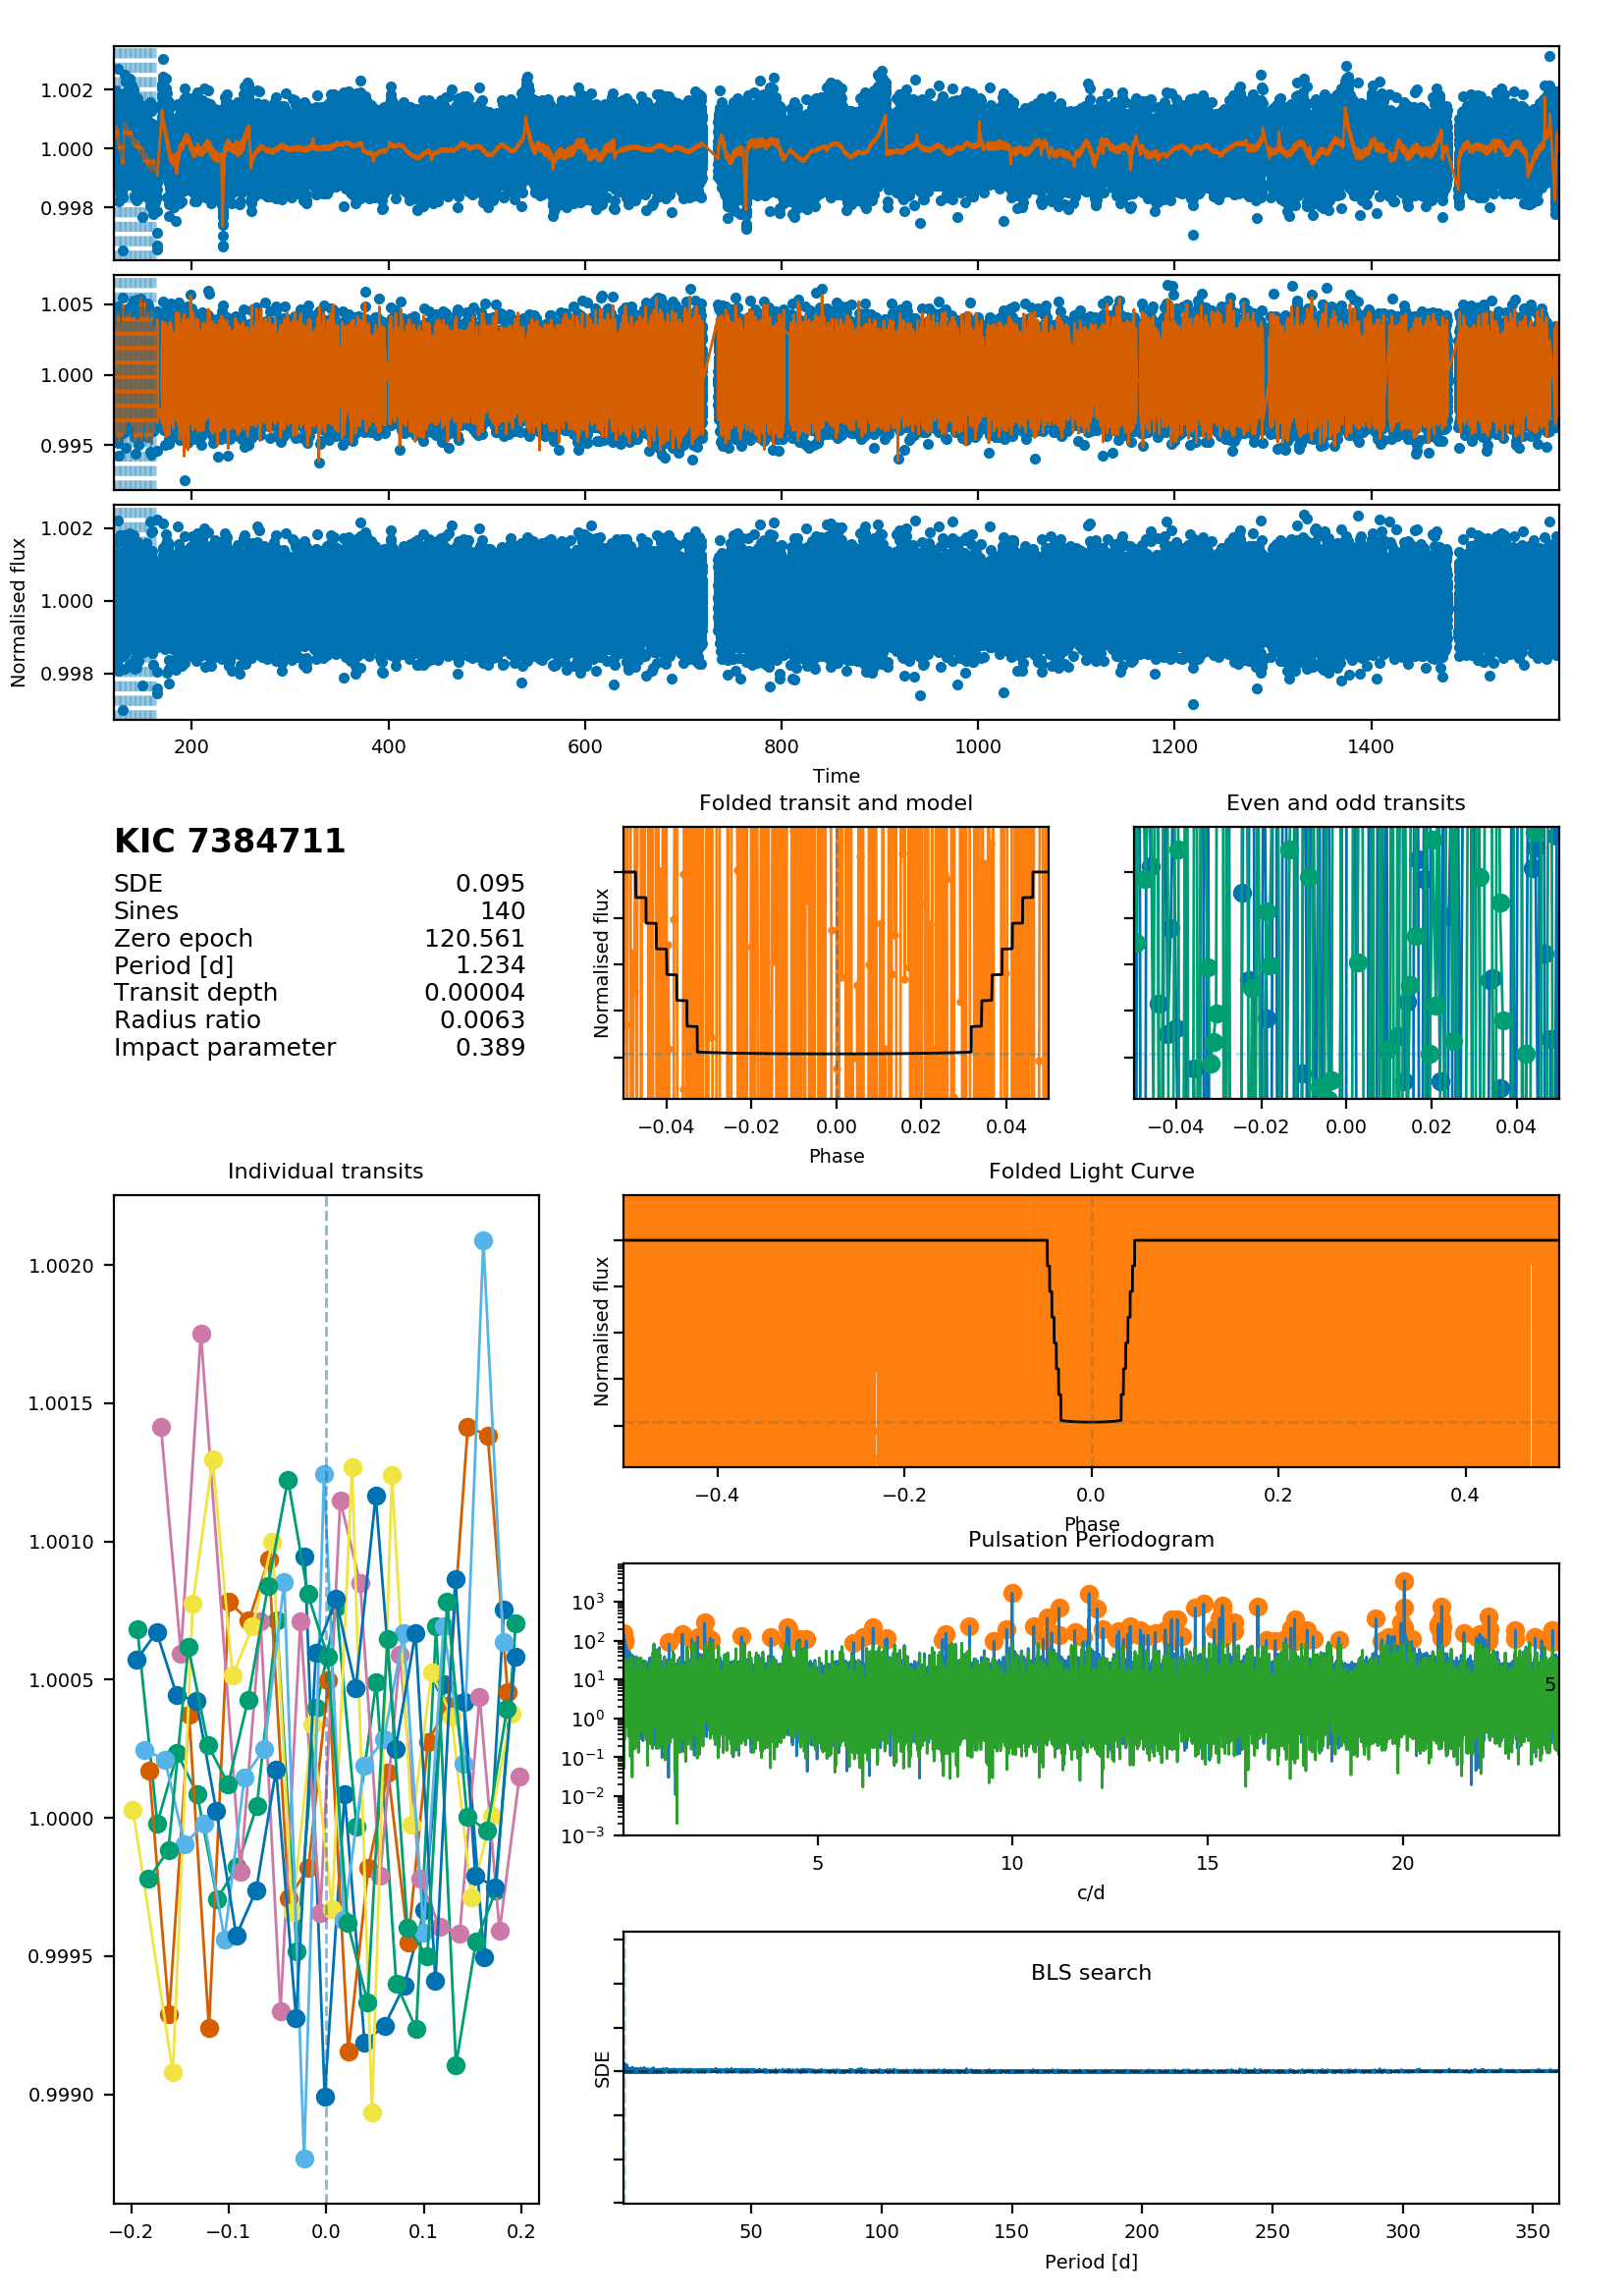 1.002
1.000
0.998
1.005
1.000
0.995
1.002
1.000
0.998
Normalised flux
200 400 600 800 1000 1200 1400
Time
KIC 7384711
SDE 0.095
Sines 140
Zero epoch 120.561
Period [d] 1.234
Transit depth 0.00004
Radius ratio 0.0063
Impact parameter 0.389
Folded transit and model
Normalised flux
−0.04 −0.02 0.00 0.02 0.04
Phase
Even and odd transits
−0.04 −0.02 0.00 0.02 0.04
Individual transits
1.0020
1.0015
1.0010
1.0005
1.0000
0.9995
0.9990
−0.2 −0.1 0.0 0.1 0.2
Folded Light Curve
Normalised flux
−0.4 −0.2 0.0 0.2 0.4
Phase
Pulsation Periodogram
10³
10²
10¹
10⁰
10⁻¹
10⁻²
10⁻³
5
5 10 15 20
c/d
BLS search
SDE
50 100 150 200 250 300 350
Period [d]